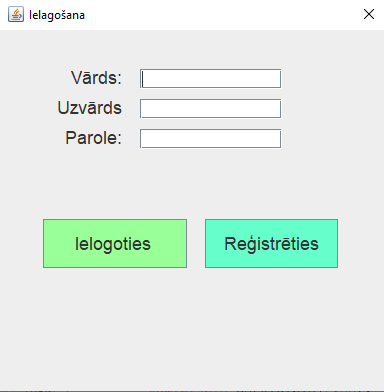 Ielagošana
Vārds:
Uzvārds
Parole:
Ielogoties
Reģistrēties